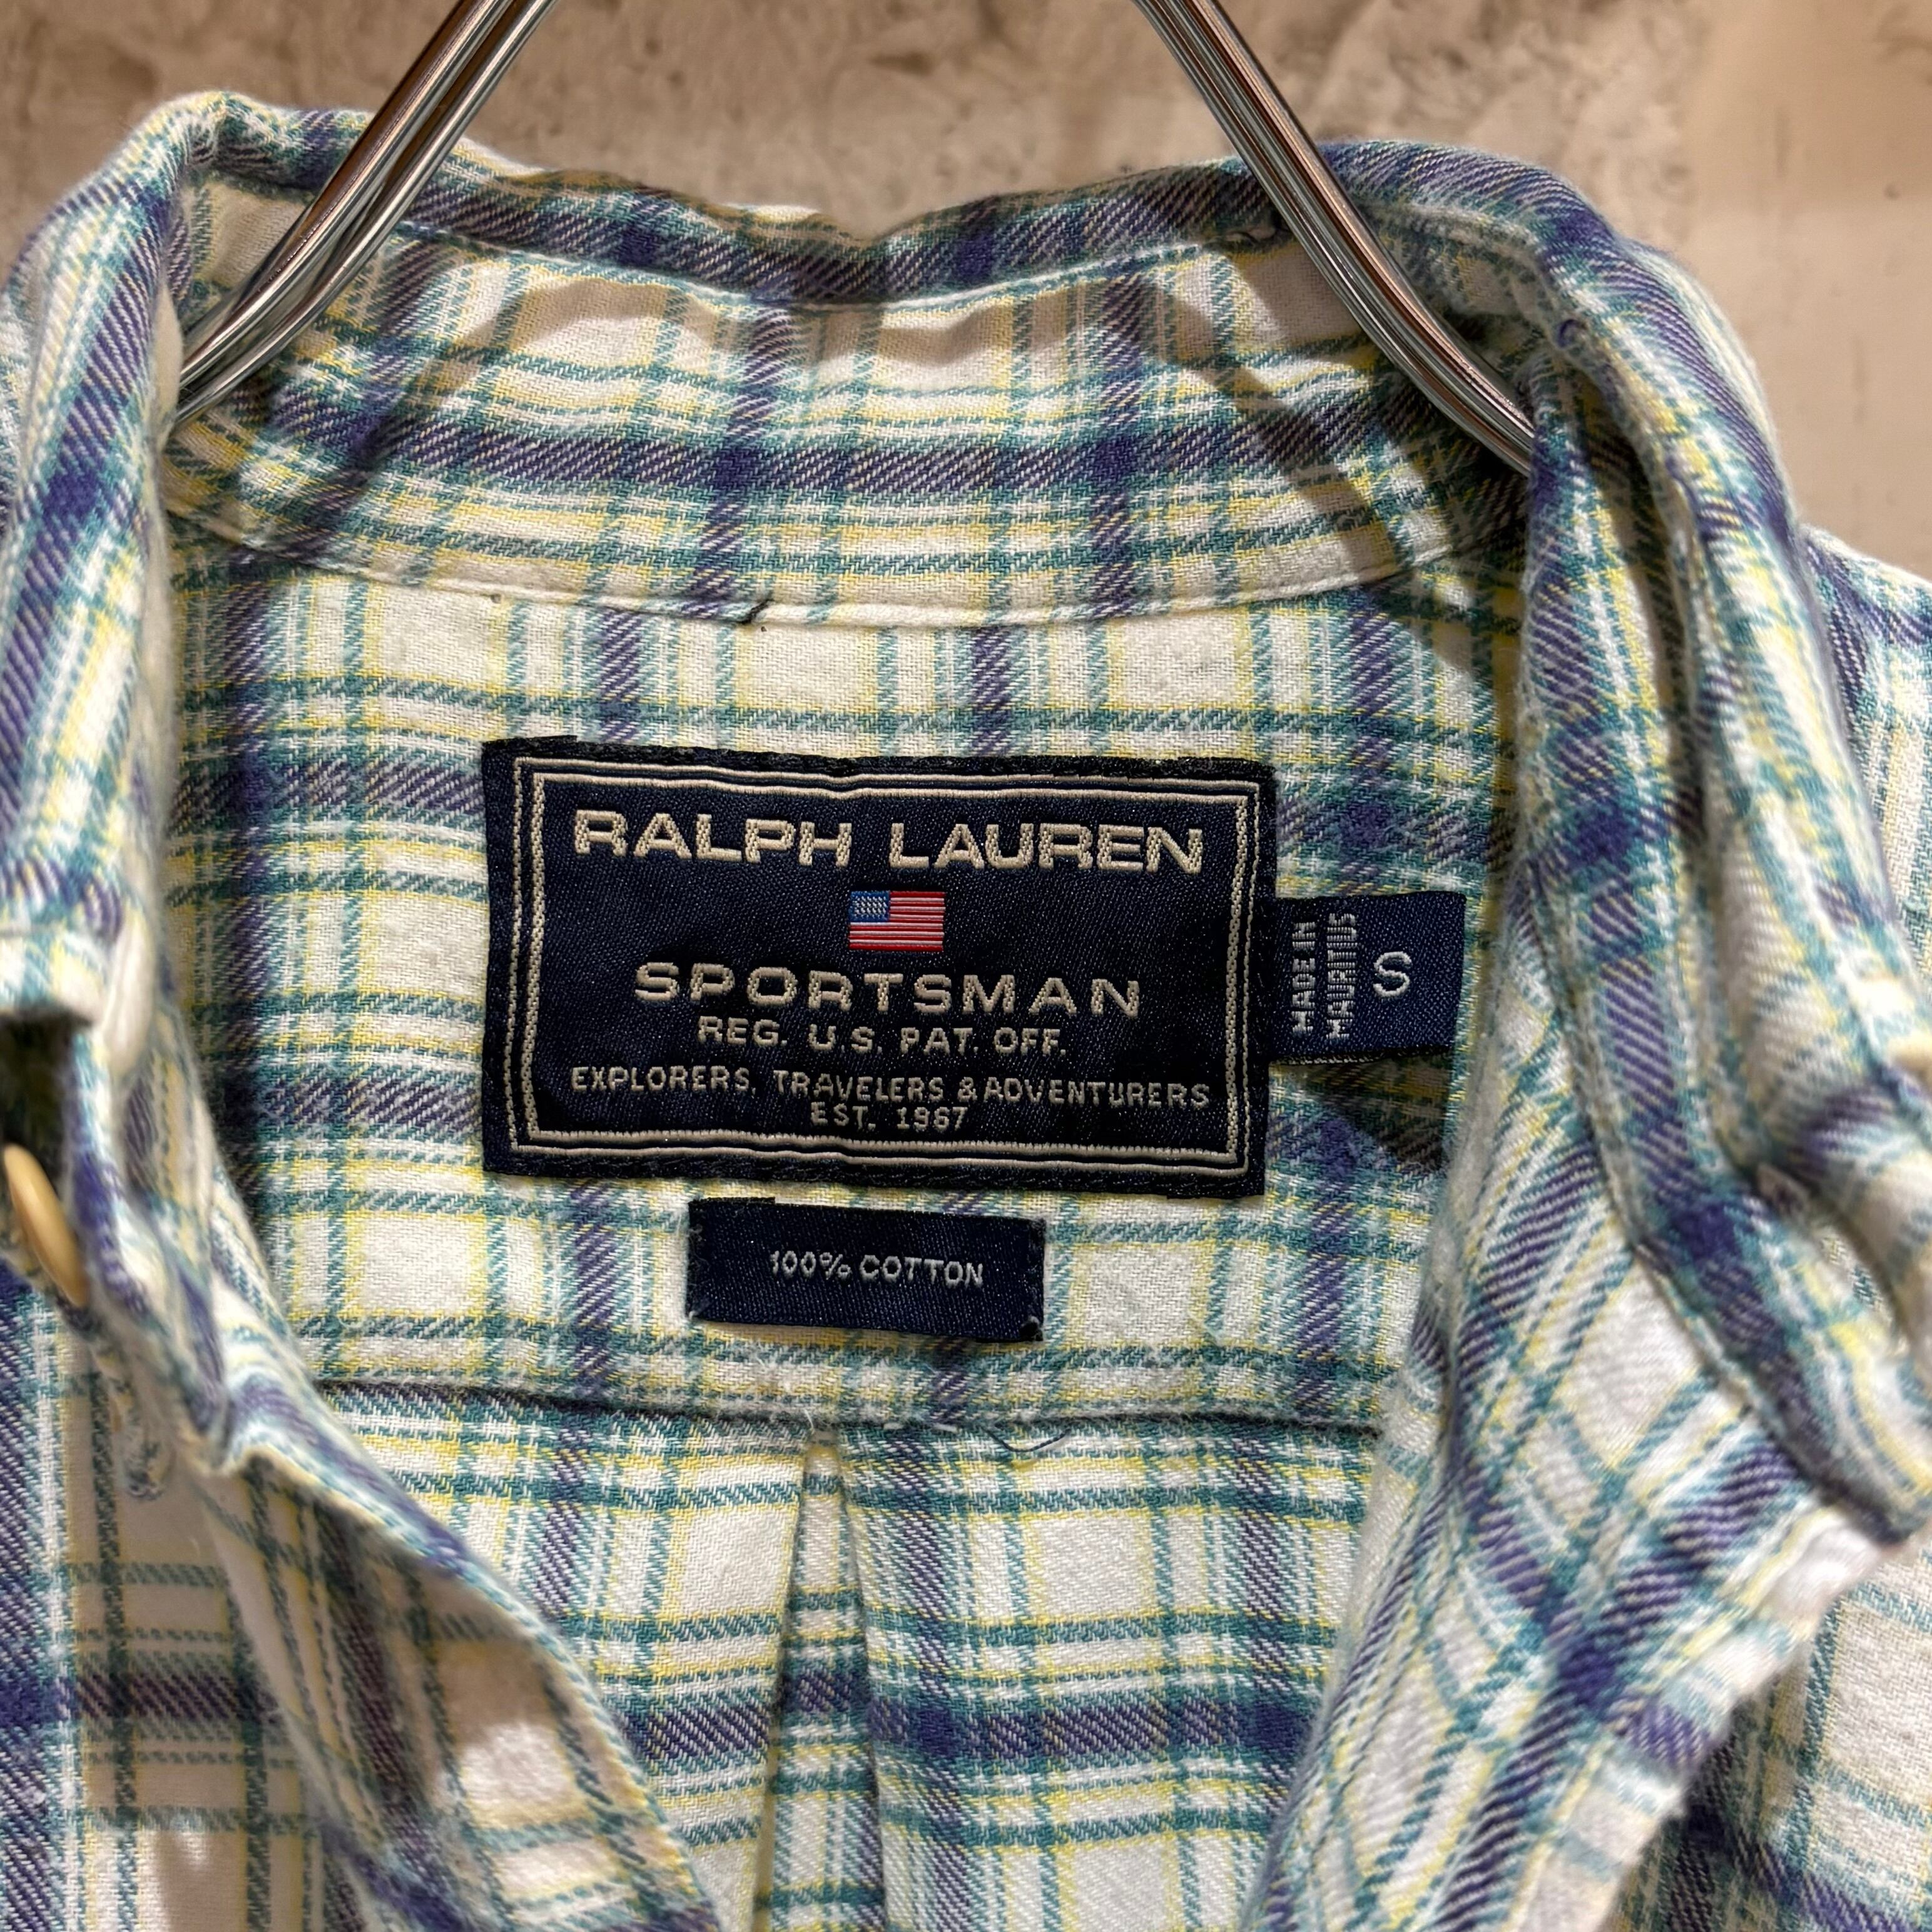 RALPH LAUREN
SPORTSMAN
REG. U.S. PAT. OFF.
EXPLORERS, TRAVELERS & ADVENTURERS
EST. 1967
MADE IN
MAURITIUS
S
100% COTTON